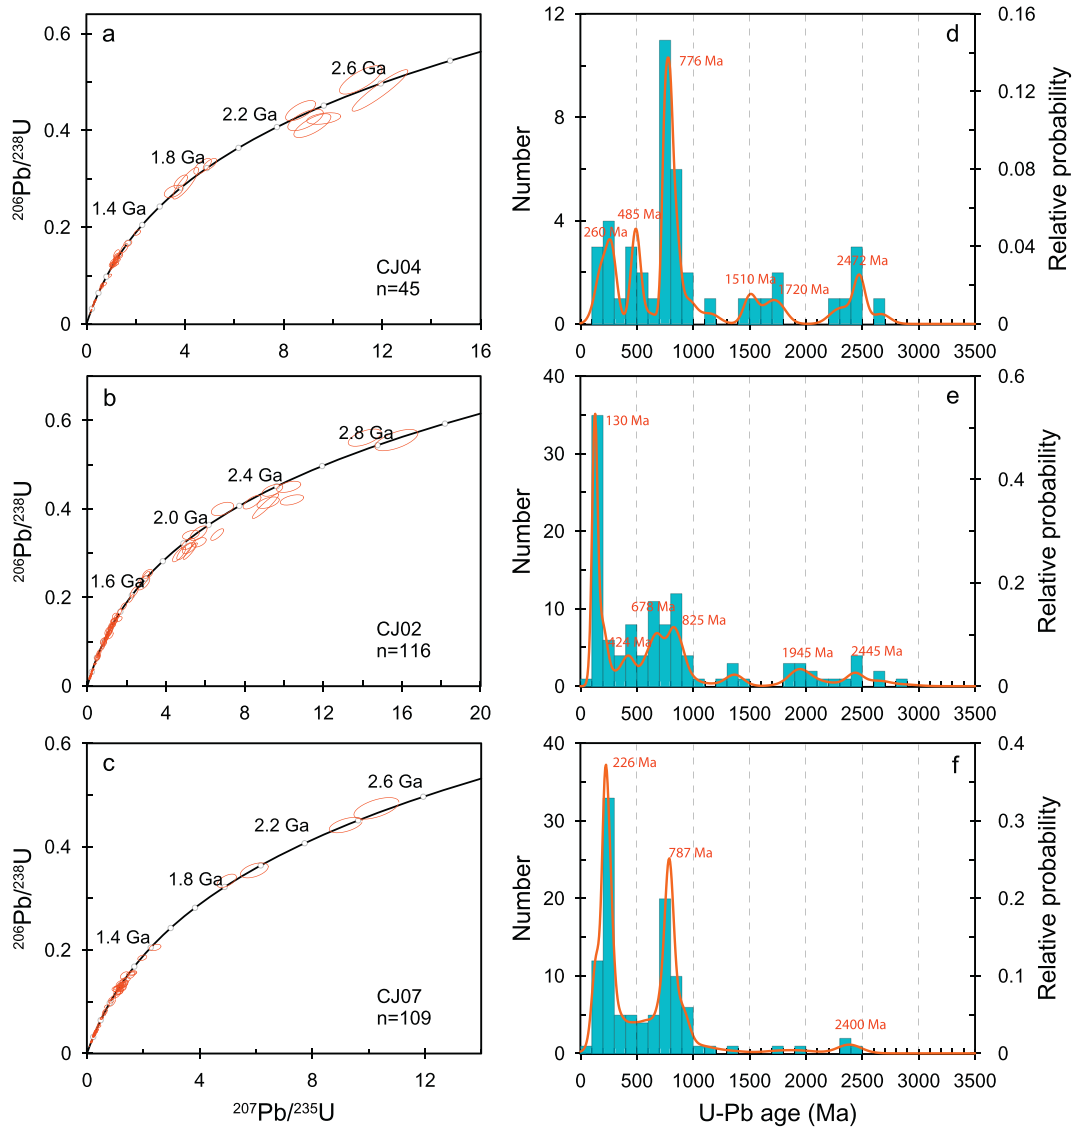 a
0.6
0.4
0.2
0
206Pb/238U
2.6 Ga
2.2 Ga
1.8 Ga
1.4 Ga
CJ04
n=45
0 4 8 12 16
d
12
8
4
0
Number
0.16
0.12
0.08
0.04
0
Relative probability
776 Ma
485 Ma
260 Ma
1510 Ma
720 Ma
2472 Ma
0 500 1000 1500 2000 2500 3000 3500
b
0.6
0.4
0.2
0
206Pb/238U
2.8 Ga
2.4 Ga
2.0 Ga
1.6 Ga
CJ02
n=116
0 4 8 12 16 20
e
40
30
20
10
0
Number
0.6
0.4
0.2
0
Relative probability
130 Ma
678 Ma
825 Ma
424 Ma
1945 Ma
2445 Ma
0 500 1000 1500 2000 2500 3000 3500
c
0.6
0.4
0.2
0
206Pb/238U
2.6 Ga
2.2 Ga
1.8 Ga
1.4 Ga
CJ07
n=109
0 4 8 12
207Pb/235U
f
40
30
20
10
0
Number
0.4
0.3
0.2
0.1
0
Relative probability
226 Ma
787 Ma
2400 Ma
0 500 1000 1500 2000 2500 3000 3500
U-Pb age (Ma)